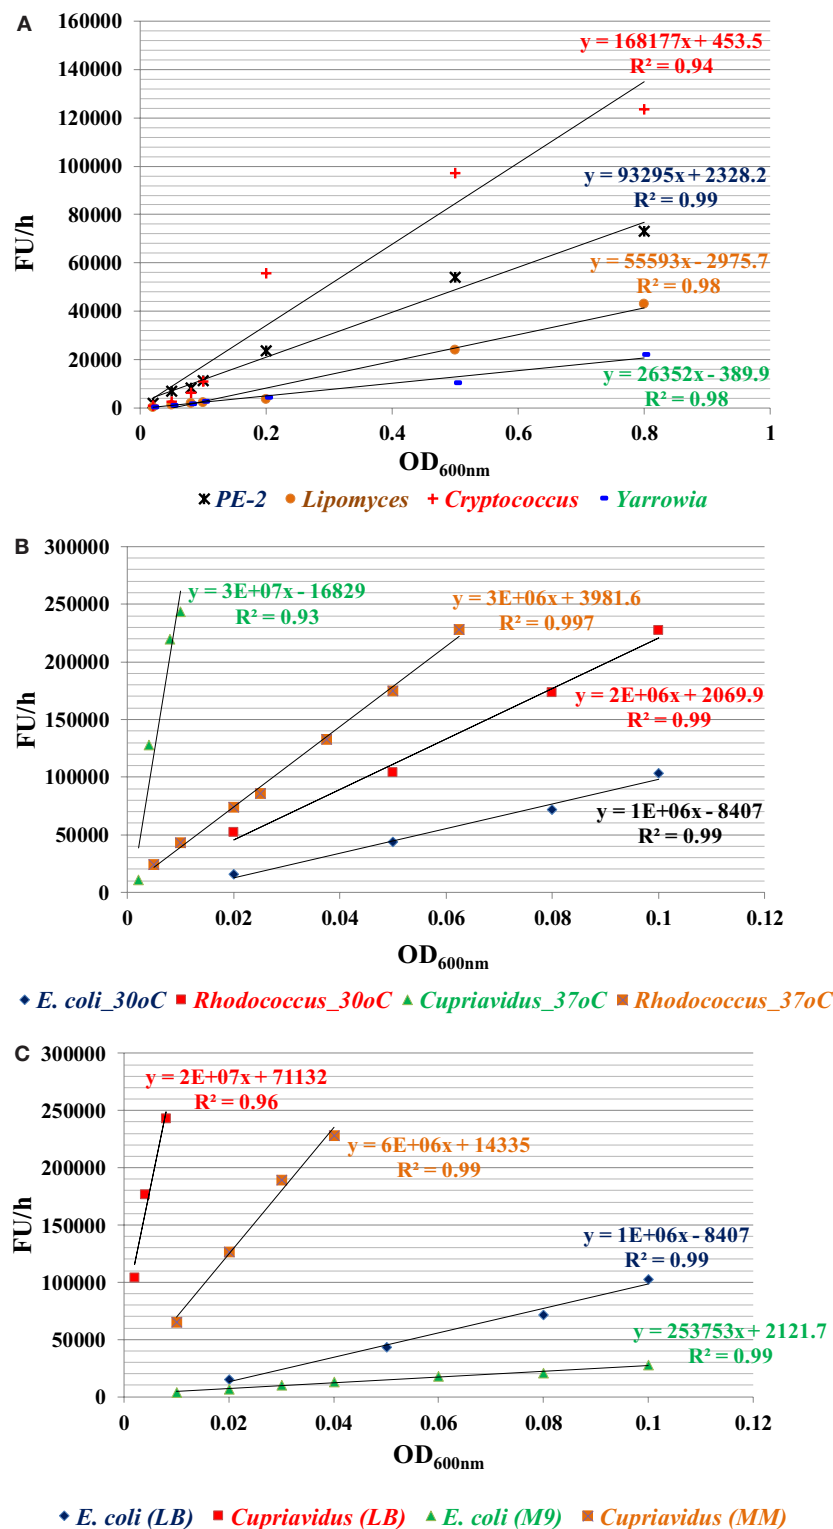 A
160000
140000
120000
100000
80000
60000
40000
20000
0
FU/h
y = 168177x + 453.5
R² = 0.94
y = 93295x + 2328.2
R² = 0.99
y = 55593x - 2975.7
R² = 0.98
y = 26352x - 389.9
R² = 0.98
0 0.2 0.4 0.6 0.8 1
OD600nm
PE-2 Lipomyces Cryptococcus Yarrowia
B
300000
250000
200000
150000
100000
50000
0
FU/h
y = 3E+07x - 16829
R² = 0.93
y = 3E+06x + 3981.6
R² = 0.997
y = 2E+06x + 2069.9
R² = 0.99
y = 1E+06x - 8407
R² = 0.99
0 0.02 0.04 0.06 0.08 0.1 0.12
OD600nm
E. coli_30oC Rhodococcus_30oC Cupriavidus_37oC Rhodococcus_37oC
C
300000
250000
200000
150000
100000
50000
0
FU/h
y = 2E+07x + 71132
R² = 0.96
y = 6E+06x + 14335
R² = 0.99
y = 1E+06x - 8407
R² = 0.99
y = 253753x + 2121.7
R² = 0.99
0 0.02 0.04 0.06 0.08 0.1 0.12
OD600nm
E. coli (LB) Cupriavidus (LB) E. coli (M9) Cupriavidus (MM)